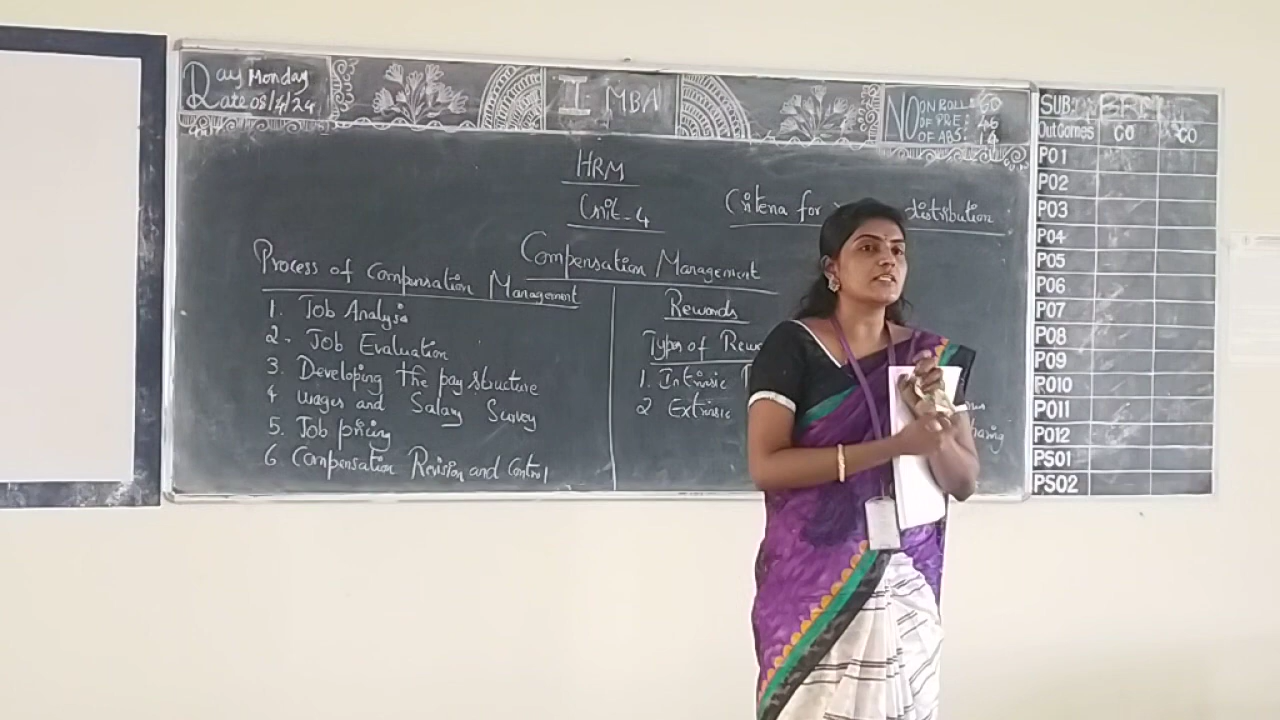 Day Monday
Date 08/4/24
I MBA
NO ON ROLL: 60
OF PRE: 46
OF ABS: 14
HRM
Unit-4
Criteria for distribution
Compensation Management
Process of Compensation Management
1. Job Analysis
2. Job Evaluation
3. Developing the pay structure
4 wages and Salary Survey
5. Job pricing
6. Compensation Revision and Control
Rewards
Types of
1. Intrinsic
2 Extrinsic
SUB:
OutComes CO CO
PO1
PO2
PO3
PO4
PO5
PO6
PO7
PO8
PO9
PO10
PO11
PO12
PSO1
PSO2